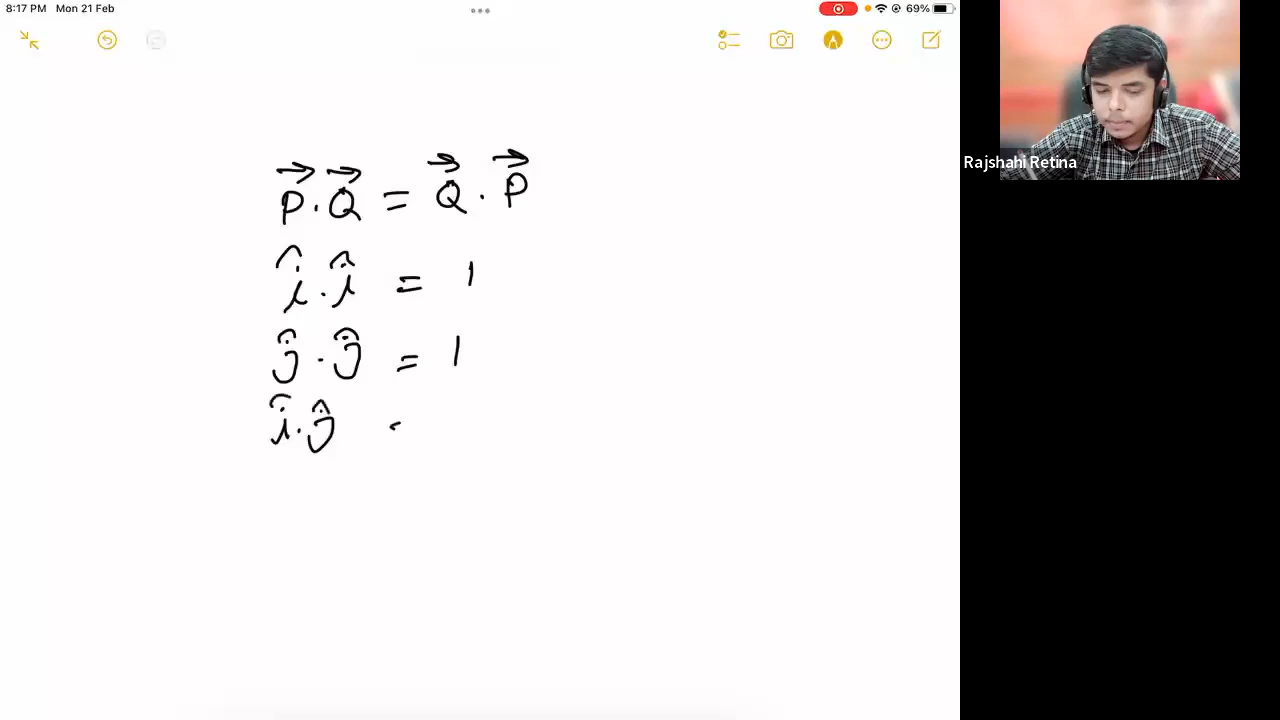 8:17 PM Mon 21 Feb
69%
Rajshahi Retina
P⃗ . Q⃗ = Q⃗ . P⃗
î . î = 1
ĵ . ĵ = 1
î . ĵ